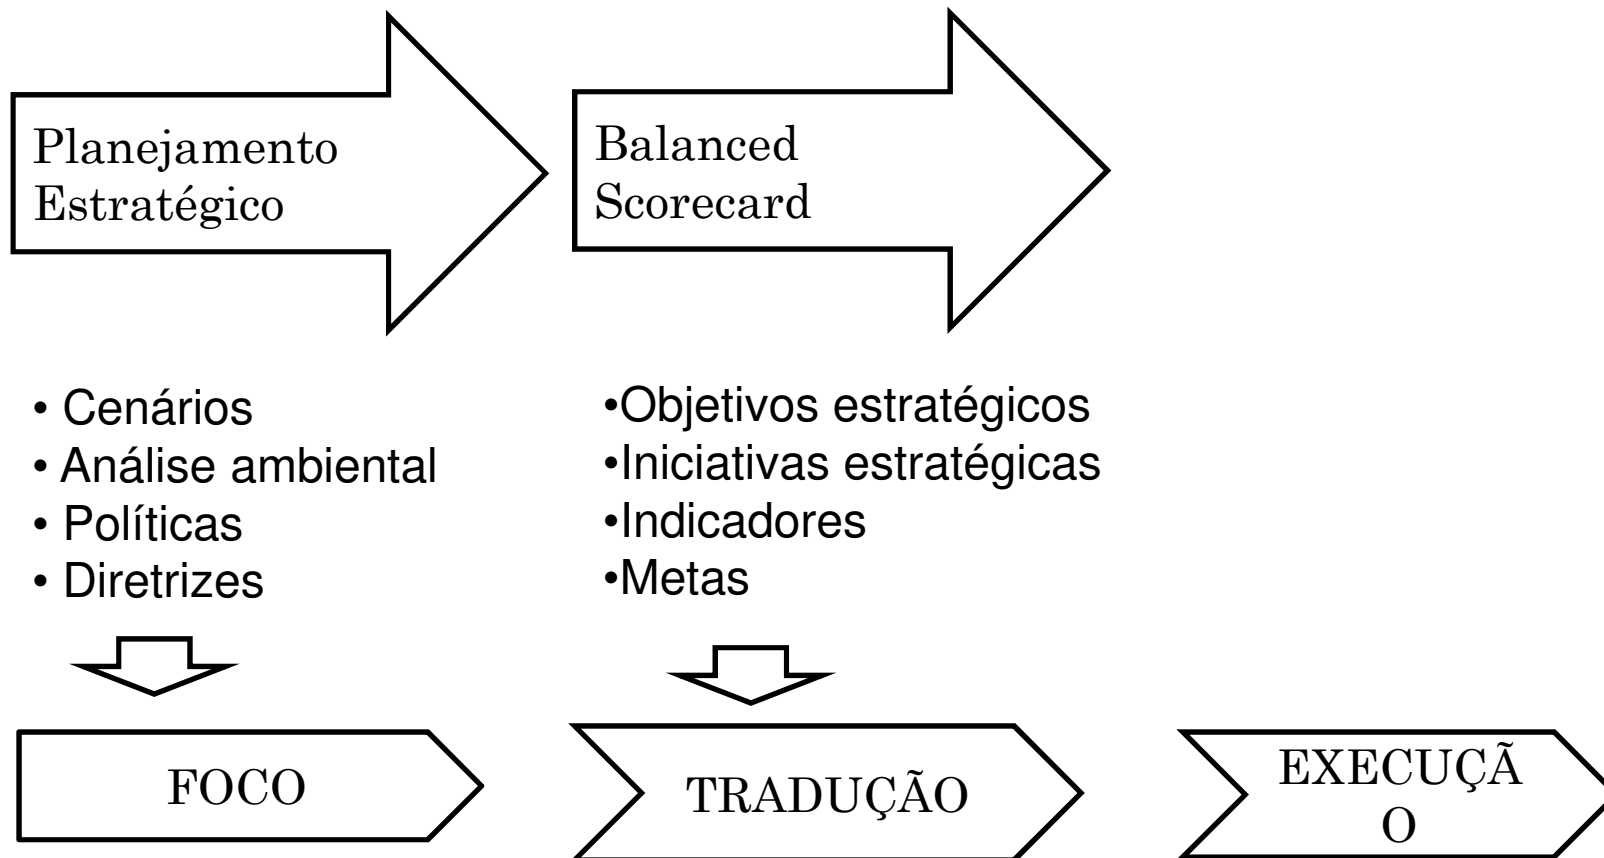 Planejamento
Estratégico
Balanced
Scorecard
• Cenários
• Análise ambiental
• Políticas
• Diretrizes
•Objetivos estratégicos
•Iniciativas estratégicas
•Indicadores
•Metas
FOCO
TRADUÇÃO
EXECUÇÃ
O